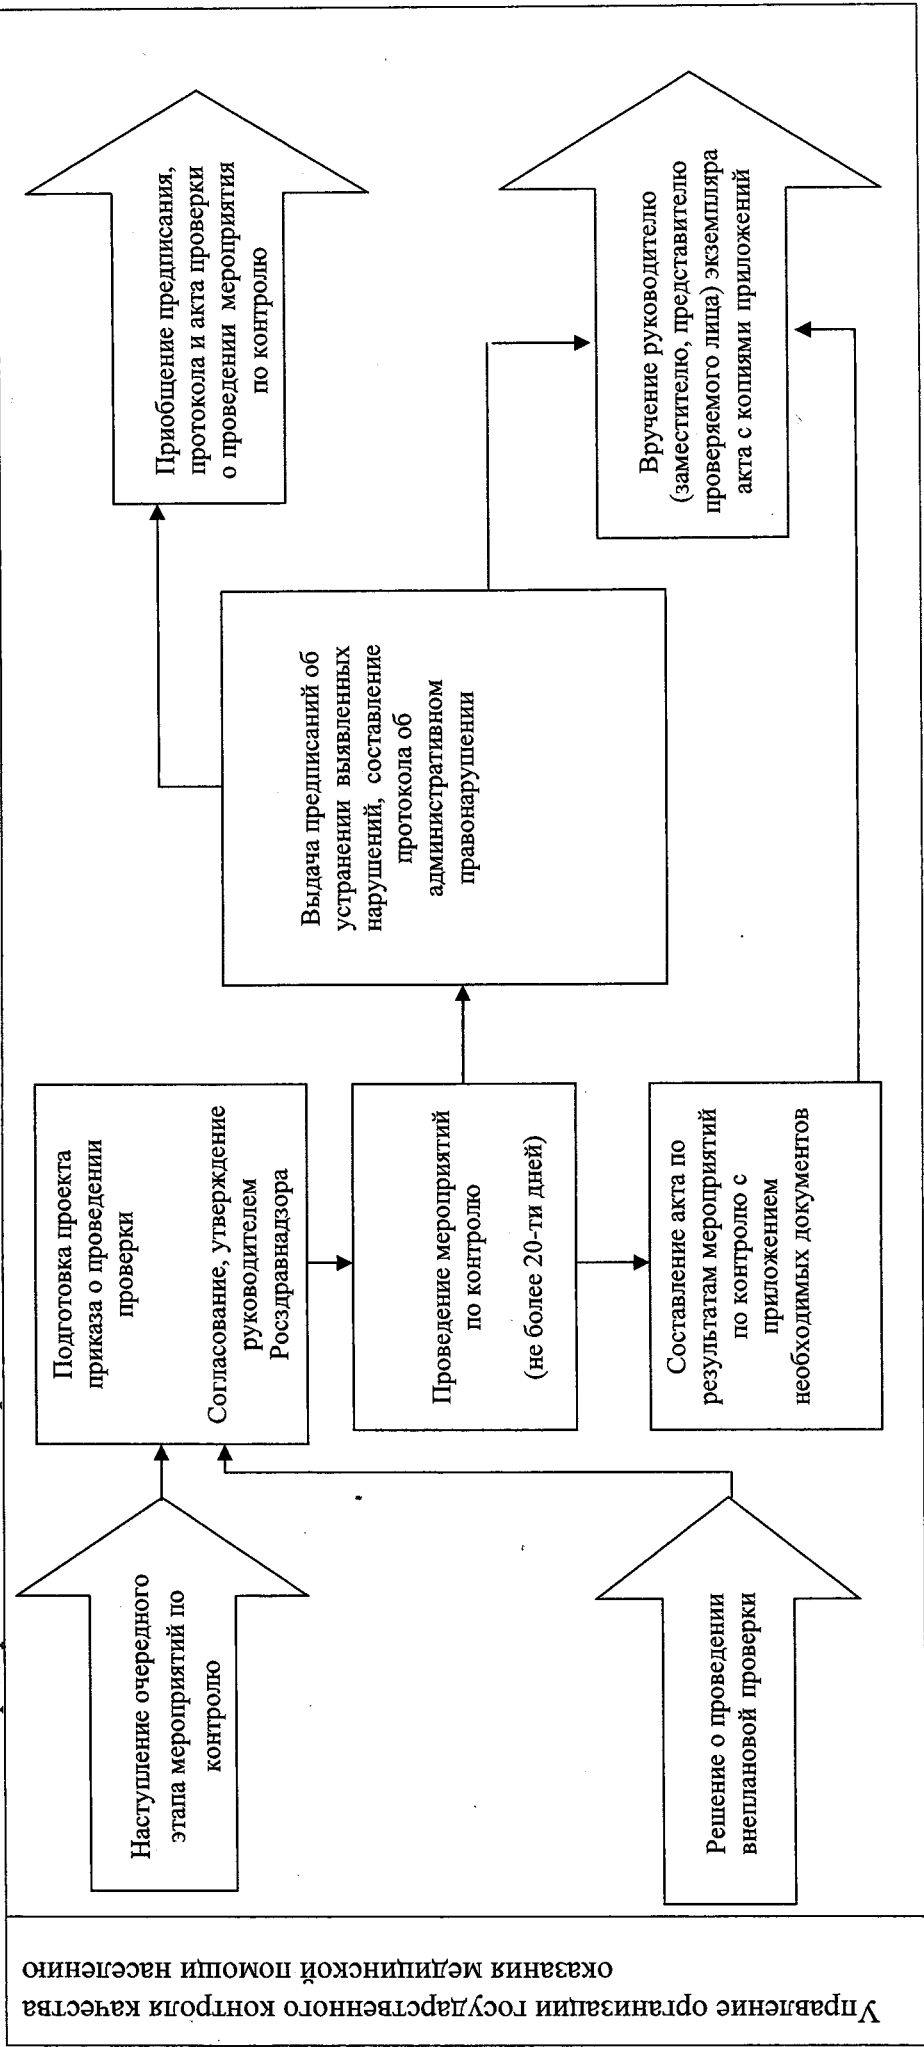 Управление организации государственного контроля качества
оказания медицинской помощи населению
Наступление очередного
этапа мероприятий по
контролю
Решение о проведении
внеплановой проверки
Подготовка проекта
приказа о проведении
проверки
Согласование, утверждение
руководителем
Росздравнадзора
Проведение мероприятий
по контролю
(не более 20-ти дней)
Составление акта по
результатам мероприятий
по контролю с
приложением
необходимых документов
Выдача предписаний об
устранении выявленных
нарушений, составление
протокола об
административном
правонарушении
Приобщение предписания,
протокола и акта проверки
о проведении мероприятия
по контролю
Вручение руководителю
(заместителю, представителю
проверяемого лица) экземпляра
акта с копиями приложений